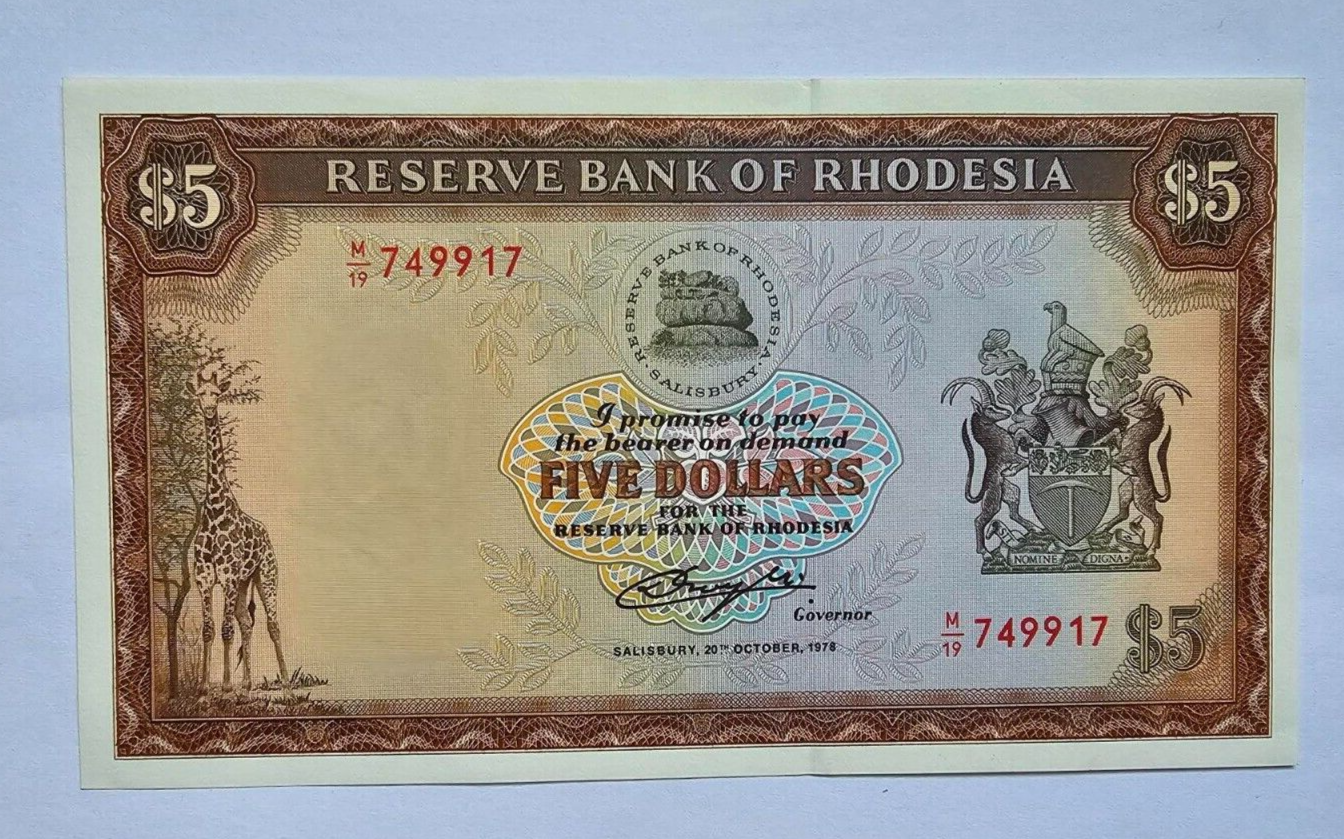 $5
RESERVE BANK OF RHODESIA
$5
M/19 749917
RESERVE BANK OF RHODESIA
· SALISBURY ·
I promise to pay
the bearer on demand
FIVE DOLLARS
FOR THE
RESERVE BANK OF RHODESIA
SIT NOMINE DIGNA
Governor
M/19 749917
$5
SALISBURY, 20TH OCTOBER, 1978